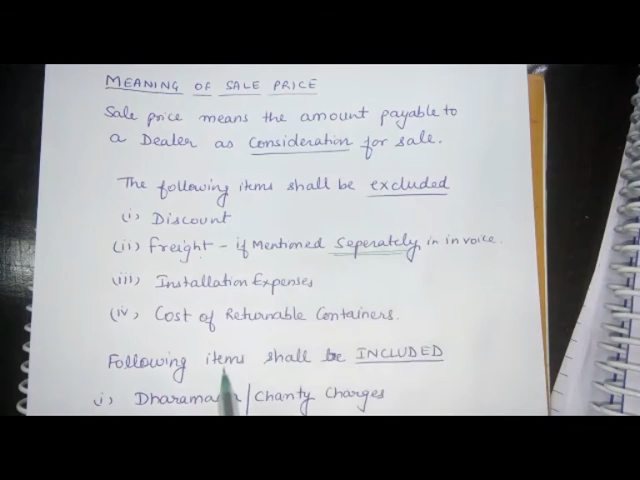 MEANING OF SALE PRICE
Sale price means the amount payable to
a Dealer as Consideration for sale.
The following items shall be excluded
(i) Discount
(ii) Freight - if Mentioned Seperately in invoice.
(iii) Installation Expenses
(iv) Cost of Returnable Containers.
Following items shall be INCLUDED
i) / Charity Charges